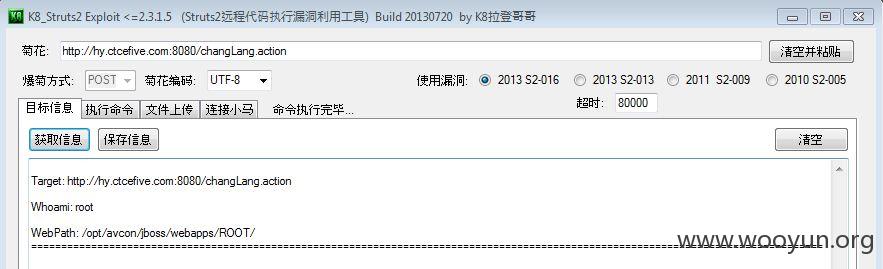 K8 K8_Struts2 Exploit <=2.3.1.5 (Struts2远程代码执行漏洞利用工具) Build 20130720 by K8拉登哥哥
菊花: http://hy.ctcefive.com:8080/changLang.action 清空并粘贴
爆菊方式: POST 菊花编码: UTF-8 使用漏洞: 2013 S2-016 2013 S2-013 2011 S2-009 2010 S2-005
目标信息 执行命令 文件上传 连接小马 命令执行完毕... 超时: 80000
获取信息 保存信息 清空
Target: http://hy.ctcefive.com:8080/changLang.action
Whoami: root
WebPath: /opt/avcon/jboss/webapps/ROOT/
www.wooyun.org